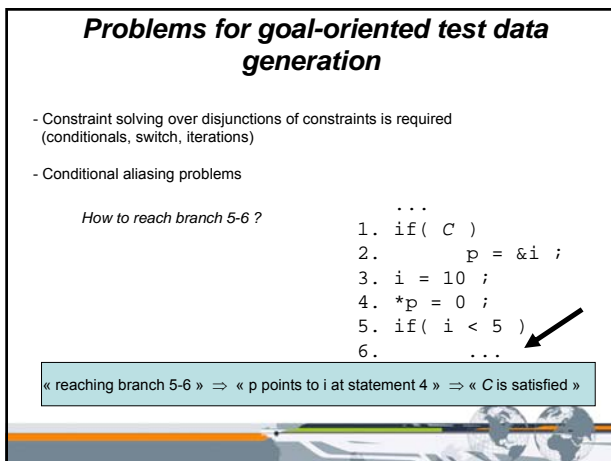 Problems for goal-oriented test data
generation
- Constraint solving over disjunctions of constraints is required
(conditionals, switch, iterations)
- Conditional aliasing problems
How to reach branch 5-6 ?
...
1. if( C )
2. p = &i ;
3. i = 10 ;
4. *p = 0 ;
5. if( i < 5 )
6. ...
« reaching branch 5-6 » ⇒ « p points to i at statement 4 » ⇒ « C is satisfied »